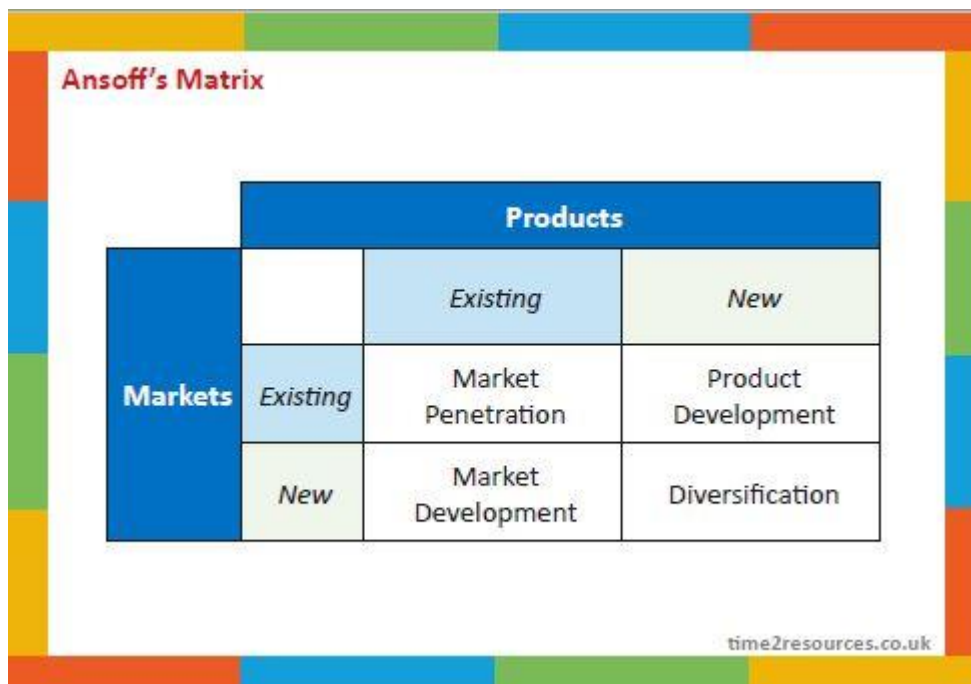 Ansoff's Matrix
Products
Existing
New
Markets
Existing
Market
Penetration
Product
Development
New
Market
Development
Diversification
time2resources.co.uk